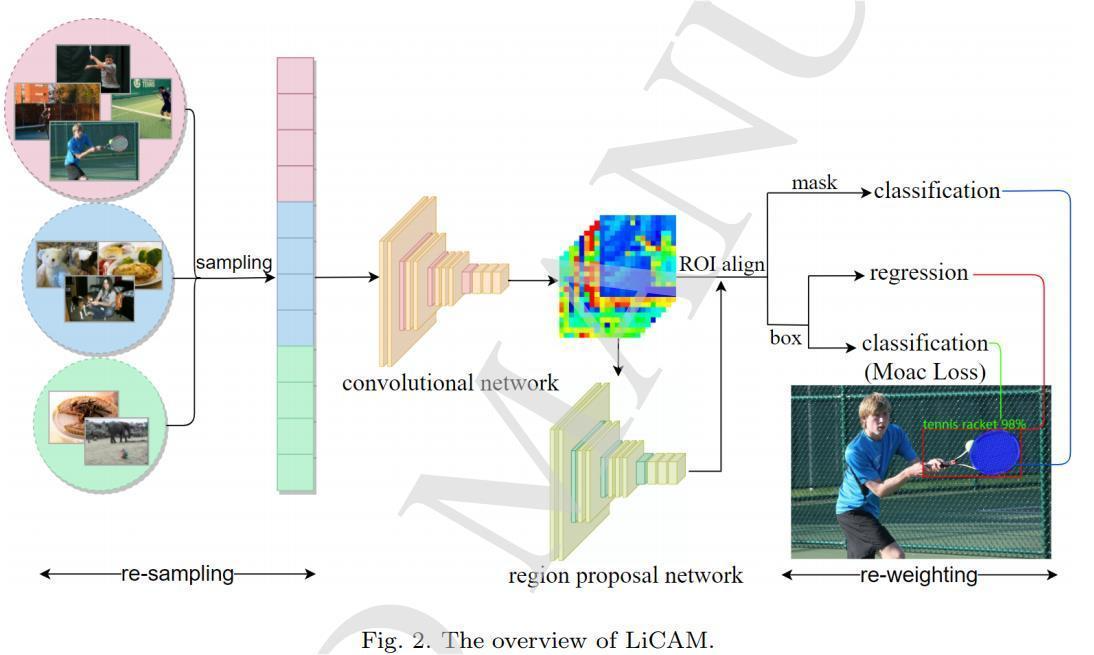 sampling
convolutional network
ROI align
region proposal network
mask
classification
regression
box
classification
(Moac Loss)
tennis racket 98%
re-sampling
re-weighting
Fig. 2. The overview of LiCAM.